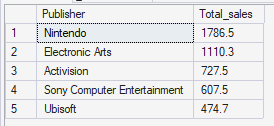 Publisher Total_sales
1 Nintendo 1786.5
2 Electronic Arts 1110.3
3 Activision 727.5
4 Sony Computer Entertainment 607.5
5 Ubisoft 474.7